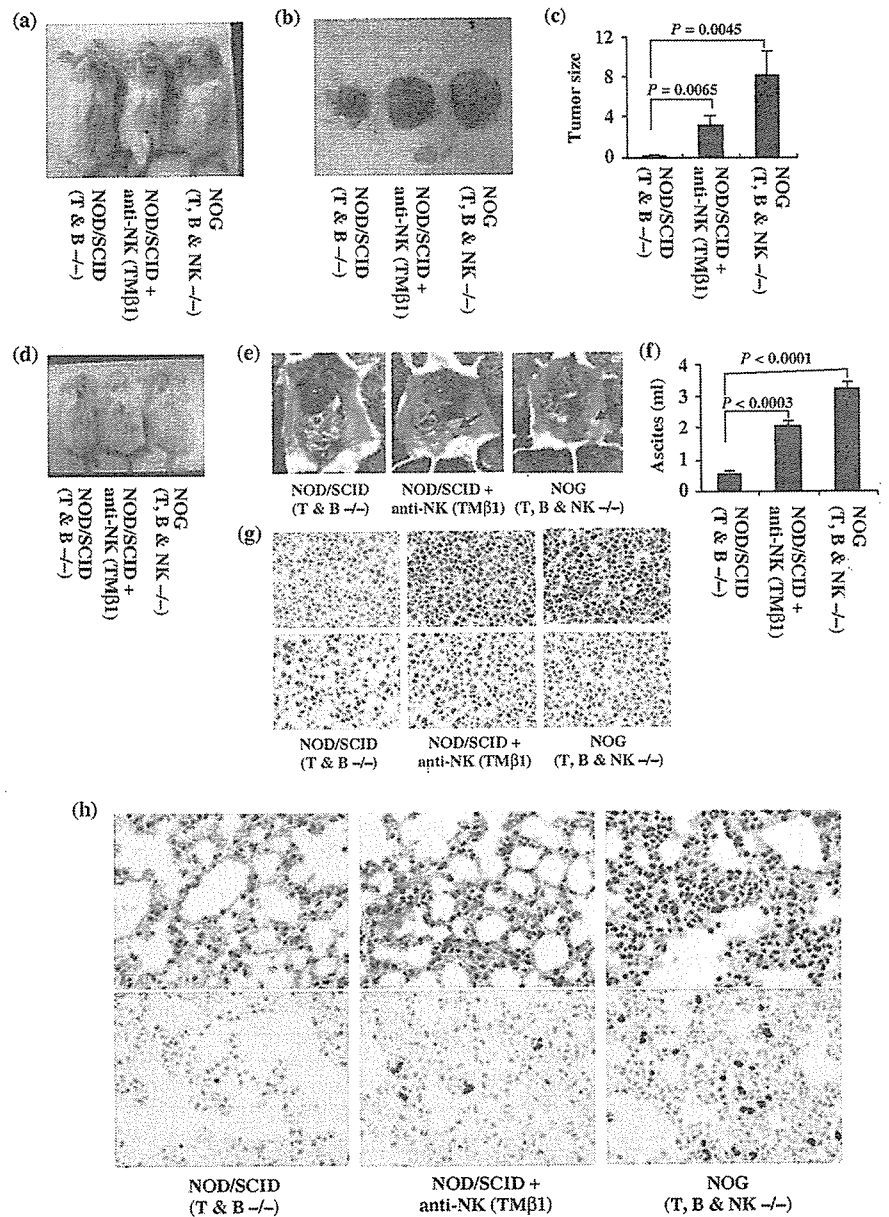 (a)
NOD/SCID
(T & B –/–)
NOD/SCID +
anti-NK (TMβ1)
NOG
(T, B & NK –/–)
(b)
NOD/SCID
(T & B –/–)
NOD/SCID +
anti-NK (TMβ1)
NOG
(T, B & NK –/–)
(c)
Tumor size
12
8
4
0
P = 0.0045
P = 0.0065
NOD/SCID
(T & B –/–)
NOD/SCID +
anti-NK (TMβ1)
NOG
(T, B & NK –/–)
(d)
NOD/SCID
(T & B –/–)
NOD/SCID +
anti-NK (TMβ1)
NOG
(T, B & NK –/–)
(e)
NOD/SCID
(T & B –/–)
NOD/SCID +
anti-NK (TMβ1)
NOG
(T, B & NK –/–)
(f)
Ascites (ml)
4
3
2
1
0
P < 0.0001
P < 0.0003
NOD/SCID
(T & B –/–)
NOD/SCID +
anti-NK (TMβ1)
NOG
(T, B & NK –/–)
(g)
NOD/SCID
(T & B –/–)
NOD/SCID +
anti-NK (TMβ1)
NOG
(T, B & NK –/–)
(h)
NOD/SCID
(T & B –/–)
NOD/SCID +
anti-NK (TMβ1)
NOG
(T, B & NK –/–)